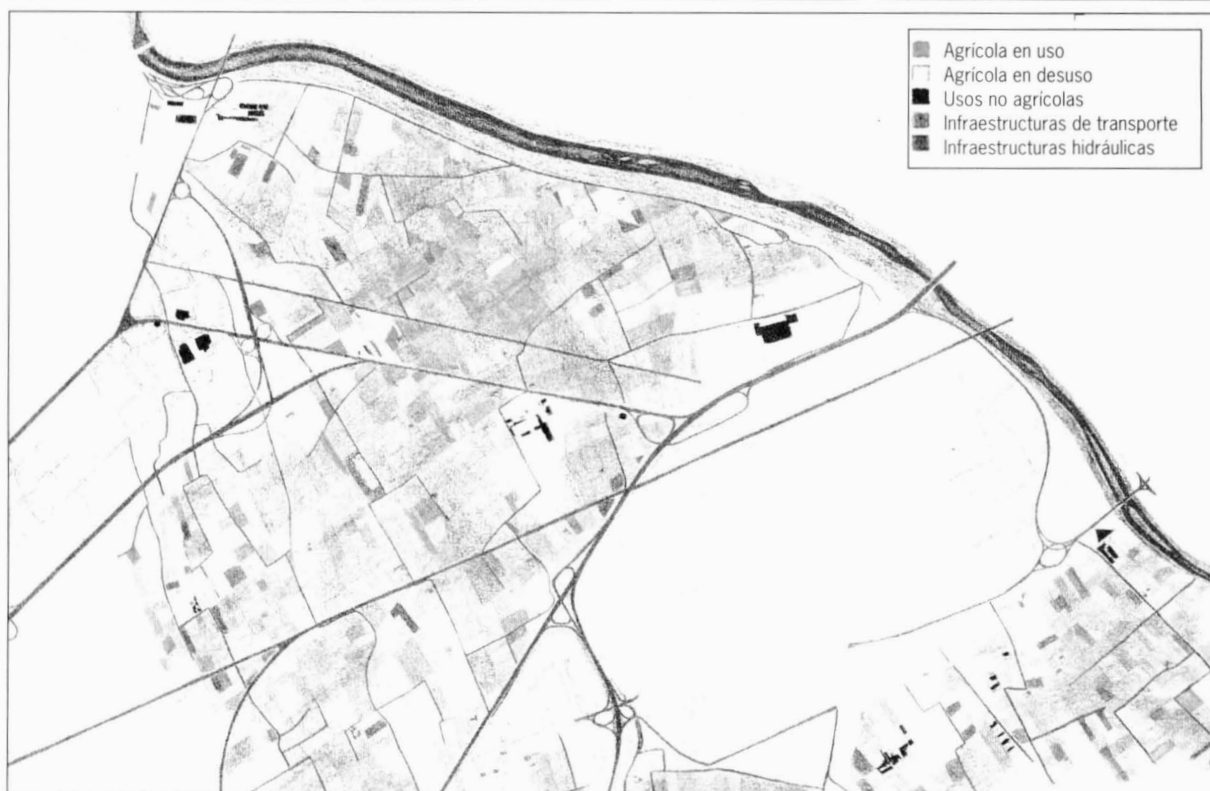 Agrícola en uso
Agrícola en desuso
Usos no agrícolas
Infraestructuras de transporte
Infraestructuras hidráulicas